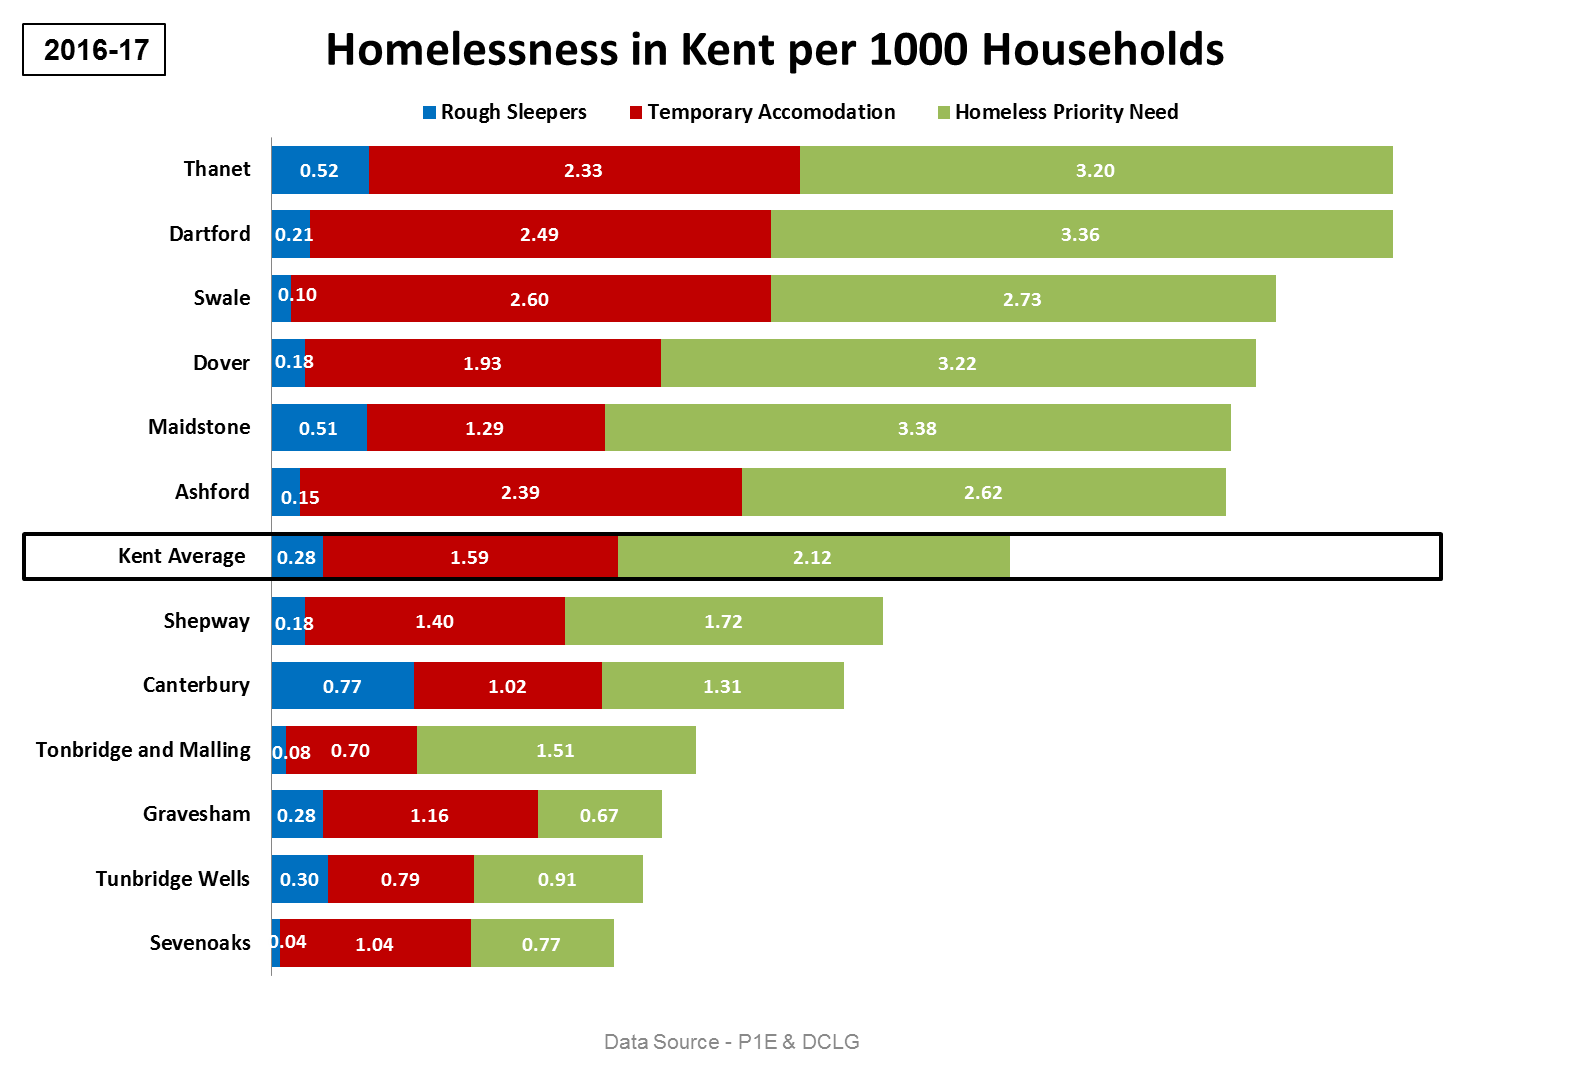 2016-17
Homelessness in Kent per 1000 Households
Rough Sleepers Temporary Accomodation Homeless Priority Need
Thanet 0.52 2.33 3.20
Dartford 0.21 2.49 3.36
Swale 0.10 2.60 2.73
Dover 0.18 1.93 3.22
Maidstone 0.51 1.29 3.38
Ashford 0.15 2.39 2.62
Kent Average 0.28 1.59 2.12
Shepway 0.18 1.40 1.72
Canterbury 0.77 1.02 1.31
Tonbridge and Malling 0.08 0.70 1.51
Gravesham 0.28 1.16 0.67
Tunbridge Wells 0.30 0.79 0.91
Sevenoaks 0.04 1.04 0.77
Data Source - P1E & DCLG